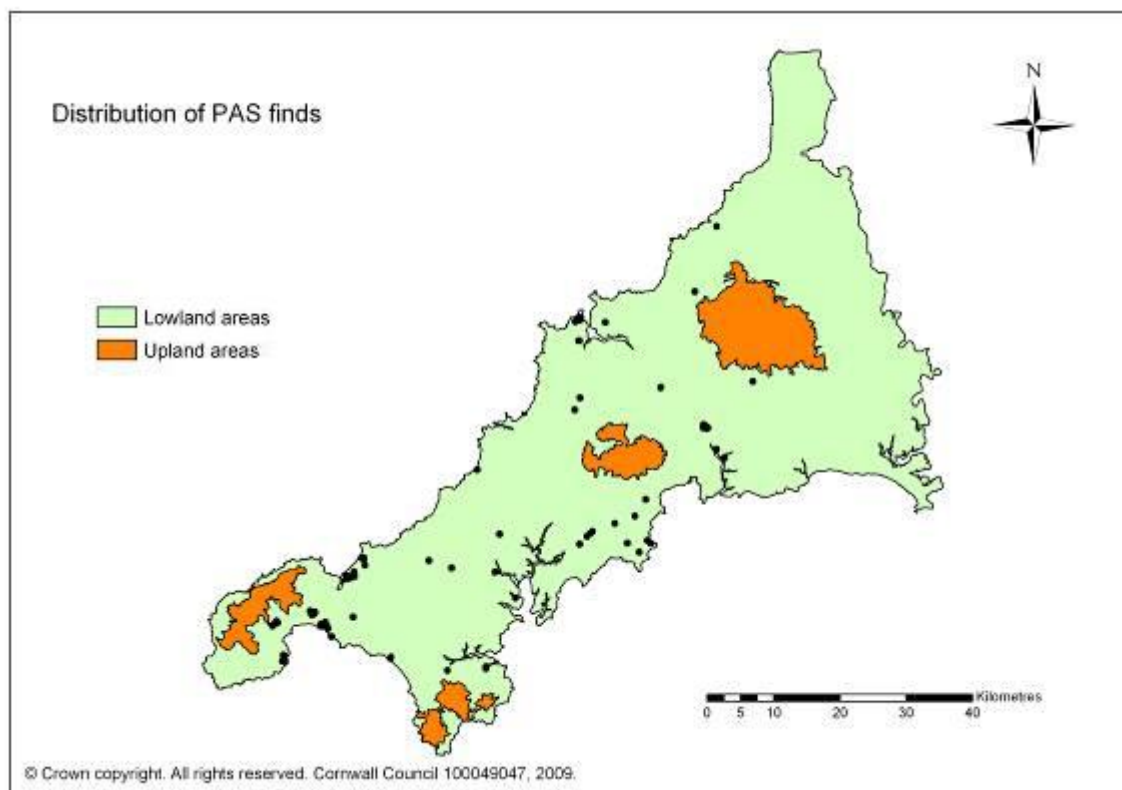 Distribution of PAS finds
N
Lowland areas
Upland areas
Kilometres
0 5 10 20 30 40
© Crown copyright. All rights reserved. Cornwall Council 100049047, 2009.